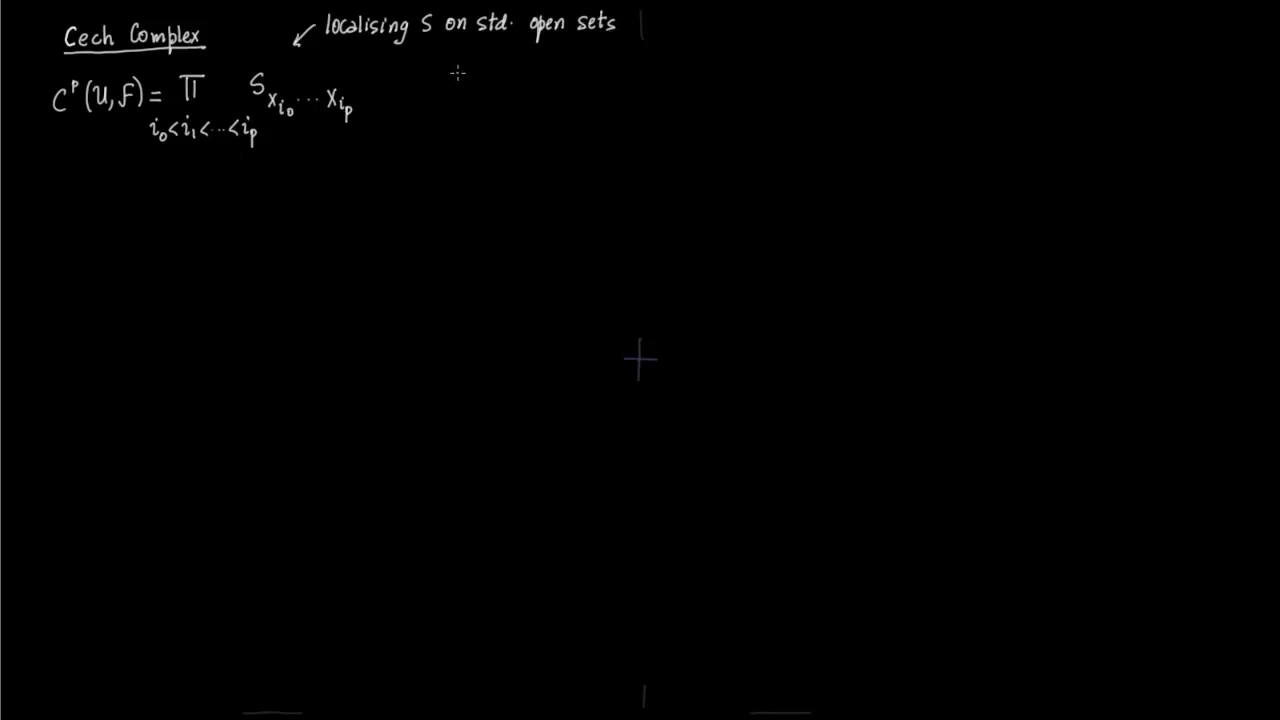 Cech Complex
↙ localising S on std. open sets
C^p(U, F) = ∏_{i_0<i_1<⋯<i_p} S_{x_{i_0}⋯x_{i_p}}